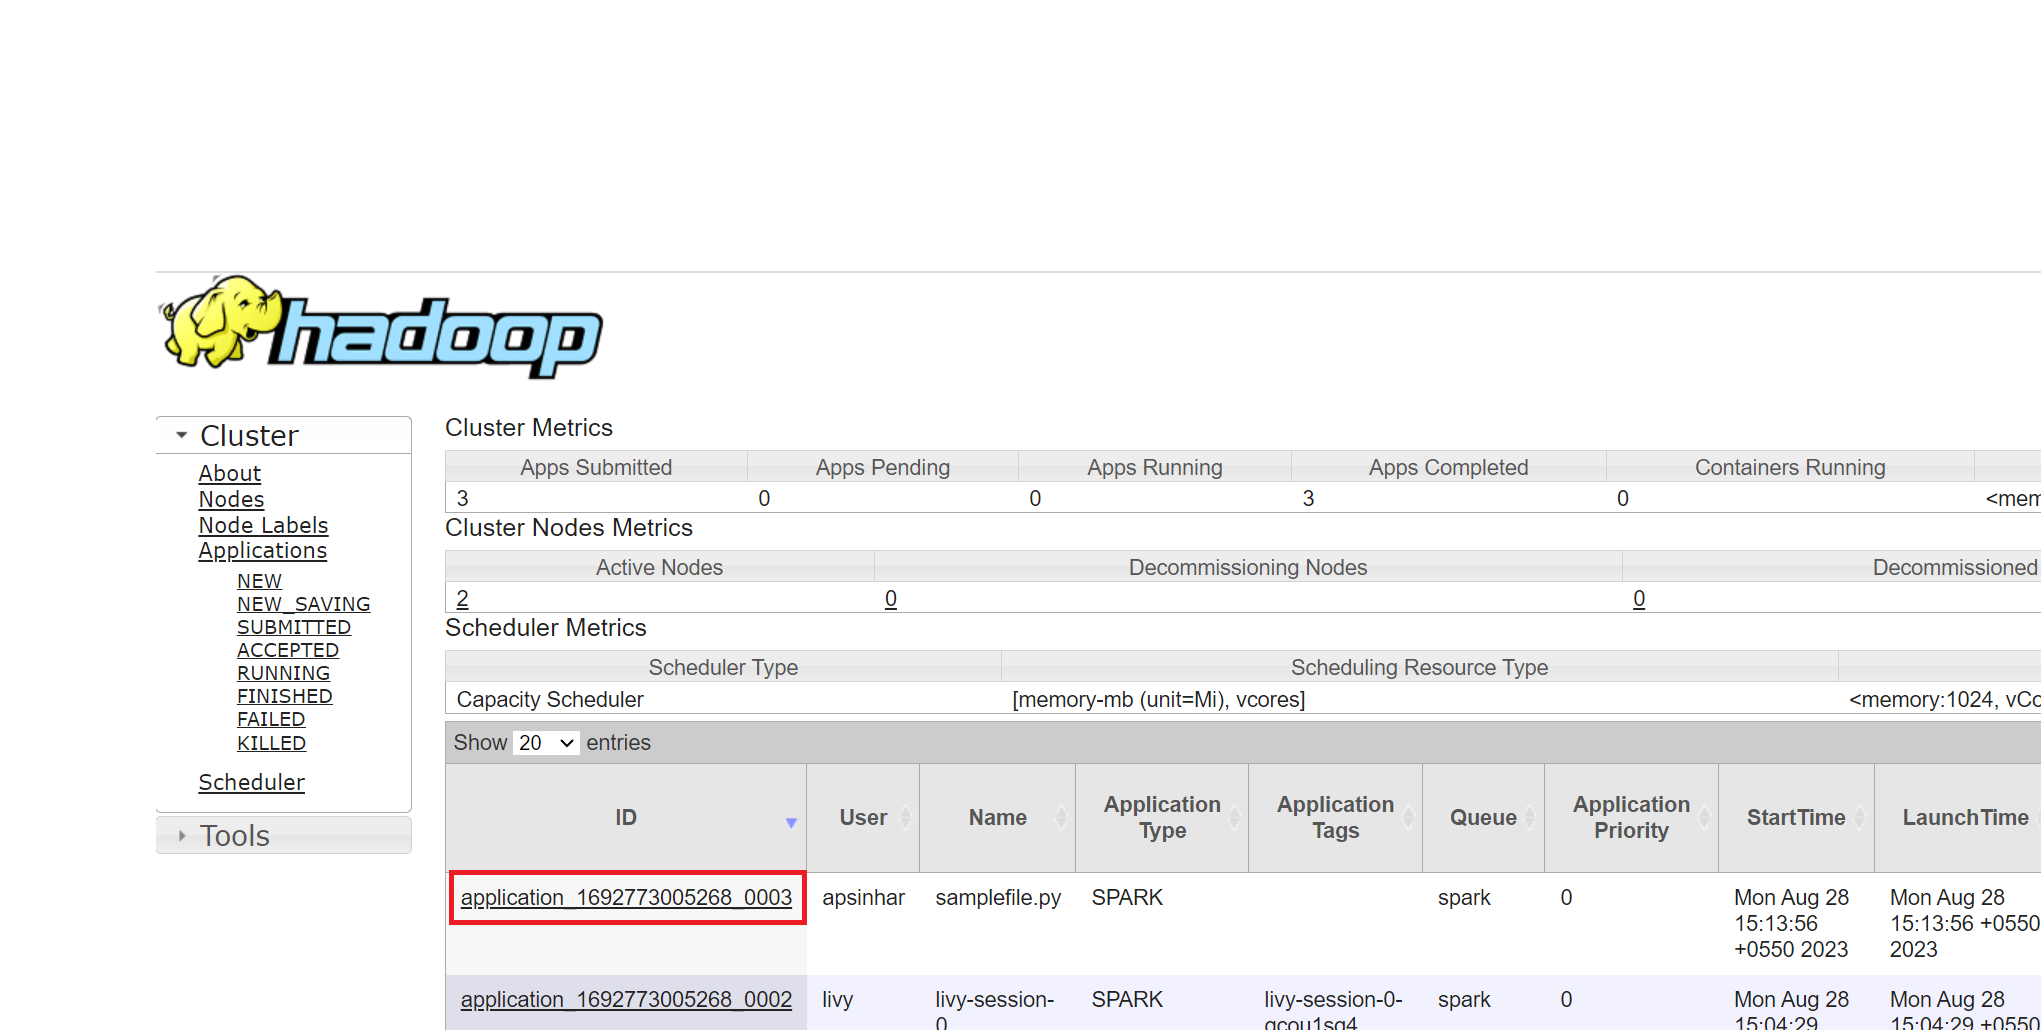 hadoop
Cluster
About
Nodes
Node Labels
Applications
NEW
NEW_SAVING
SUBMITTED
ACCEPTED
RUNNING
FINISHED
FAILED
KILLED
Scheduler
Tools
Cluster Metrics
Apps Submitted Apps Pending Apps Running Apps Completed Containers Running
3 0 0 3 0 <mem
Cluster Nodes Metrics
Active Nodes Decommissioning Nodes Decommissioned
2 0 0
Scheduler Metrics
Scheduler Type Scheduling Resource Type
Capacity Scheduler [memory-mb (unit=Mi), vcores] <memory:1024, vCo
Show 20 entries
ID User Name Application Type Application Tags Queue Application Priority StartTime LaunchTime
application_1692773005268_0003 apsinhar samplefile.py SPARK spark 0 Mon Aug 28 Mon Aug 28
15:13:56 15:13:56 +0550
+0550 2023 2023
application_1692773005268_0002 livy livy-session- SPARK livy-session-0- spark 0 Mon Aug 28 Mon Aug 28
0 15:04:29 15:04:29 +0550